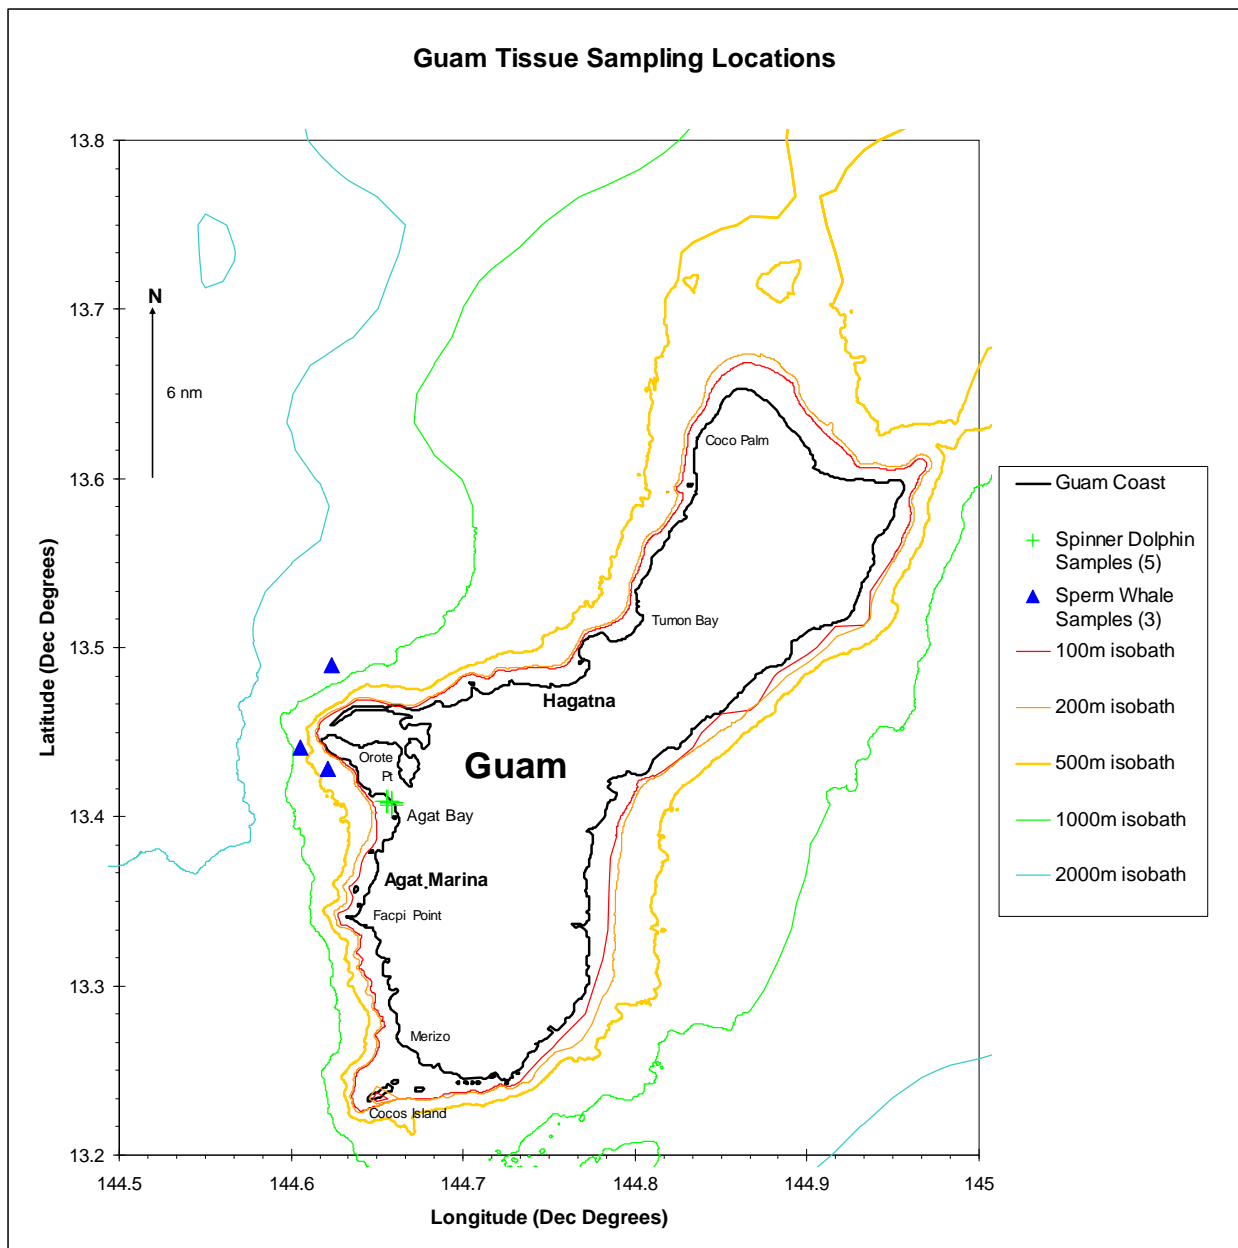 Guam Tissue Sampling Locations
13.8
13.7
N
6 nm
Coco Palm
13.6
Guam Coast
Spinner Dolphin
Samples (5)
Sperm Whale
Samples (3)
Latitude (Dec Degrees)
Tumon Bay
13.5
100m isobath
Hagatna
200m isobath
Orote
Pt
Guam
500m isobath
13.4
Agat Bay
1000m isobath
Agat Marina
2000m isobath
Facpi Point
13.3
Merizo
Cocos Island
13.2
144.5
144.6
144.7
144.8
144.9
145
Longitude (Dec Degrees)